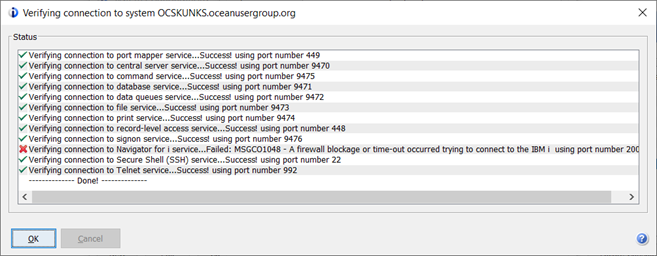 Verifying connection to system OCSKUNKS.oceanusergroup.org
Status
Verifying connection to port mapper service...Success! using port number 449
Verifying connection to central server service...Success! using port number 9470
Verifying connection to command service...Success! using port number 9475
Verifying connection to database service...Success! using port number 9471
Verifying connection to data queues service...Success! using port number 9472
Verifying connection to file service...Success! using port number 9473
Verifying connection to print service...Success! using port number 9474
Verifying connection to record-level access service...Success! using port number 448
Verifying connection to signon service...Success! using port number 9476
Verifying connection to Navigator for i service...Failed: MSGCO1048 - A firewall blockage or time-out occurred trying to connect to the IBM i using port number 200
Verifying connection to Secure Shell (SSH) service...Success! using port number 22
Verifying connection to Telnet service...Success! using port number 992
-------------- Done! --------------
OK
Cancel